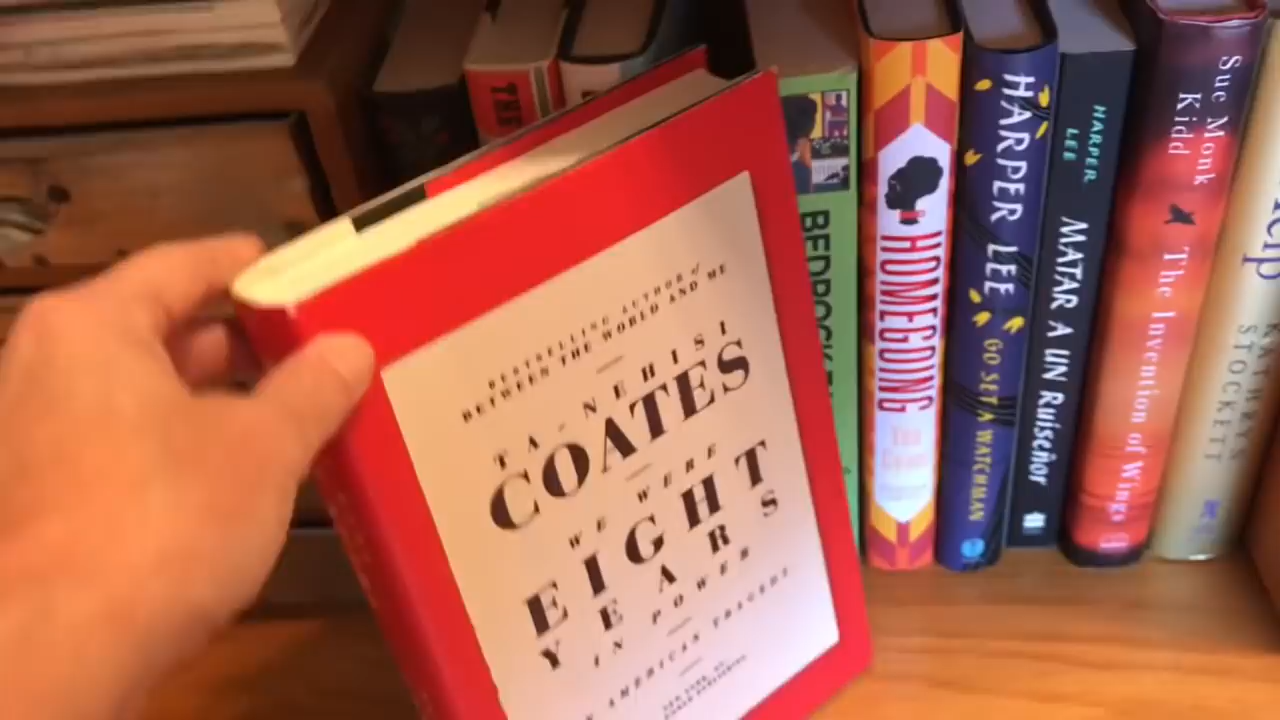 BESTSELLING AUTHOR of
BETWEEN THE WORLD AND ME
TA-NEHISI
COATES
WE WERE
EIGHT
YEARS
IN POWER
AMERICAN TRAGEDY
THE
BEDROCK
HOMEGOING
HARPER LEE
GO SET A WATCHMAN
HARPER
LEE
MATAR A UN Ruiseñor
Sue Monk
Kidd
The Invention of Wings
KATHRYN
STOCKETT